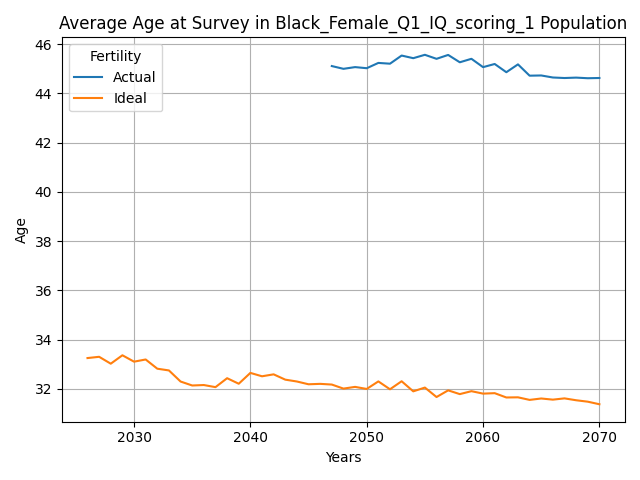 Average Age at Survey in Black_Female_Q1_IQ_scoring_1 Population
Fertility
Actual
Ideal
46
44
42
40
38
36
34
32
Age
2030 2040 2050 2060 2070
Years